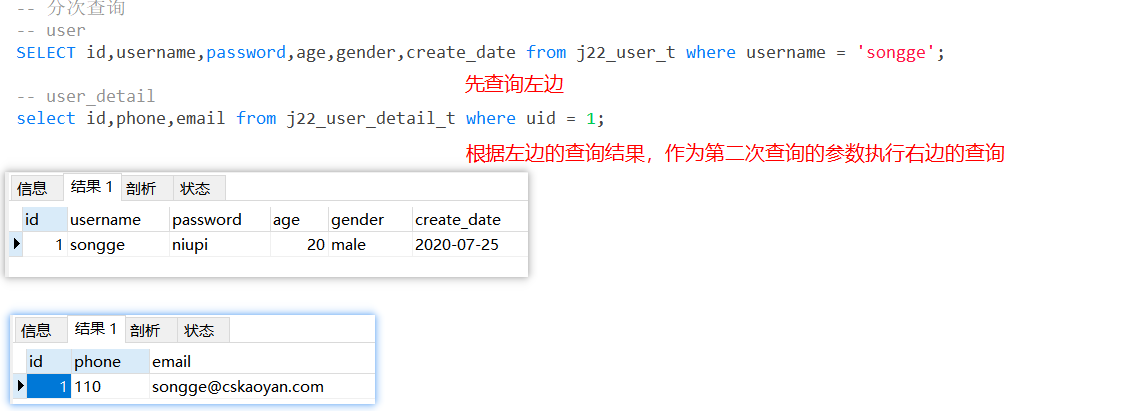 -- 分次查询
-- user
SELECT id,username,password,age,gender,create_date from j22_user_t where username = 'songge';
先查询左边
-- user_detail
select id,phone,email from j22_user_detail_t where uid = 1;
根据左边的查询结果，作为第二次查询的参数执行右边的查询
信息 结果 1 剖析 状态
id username password age gender create_date
1 songge niupi 20 male 2020-07-25
信息 结果 1 剖析 状态
id phone email
1 110 songge@cskaoyan.com